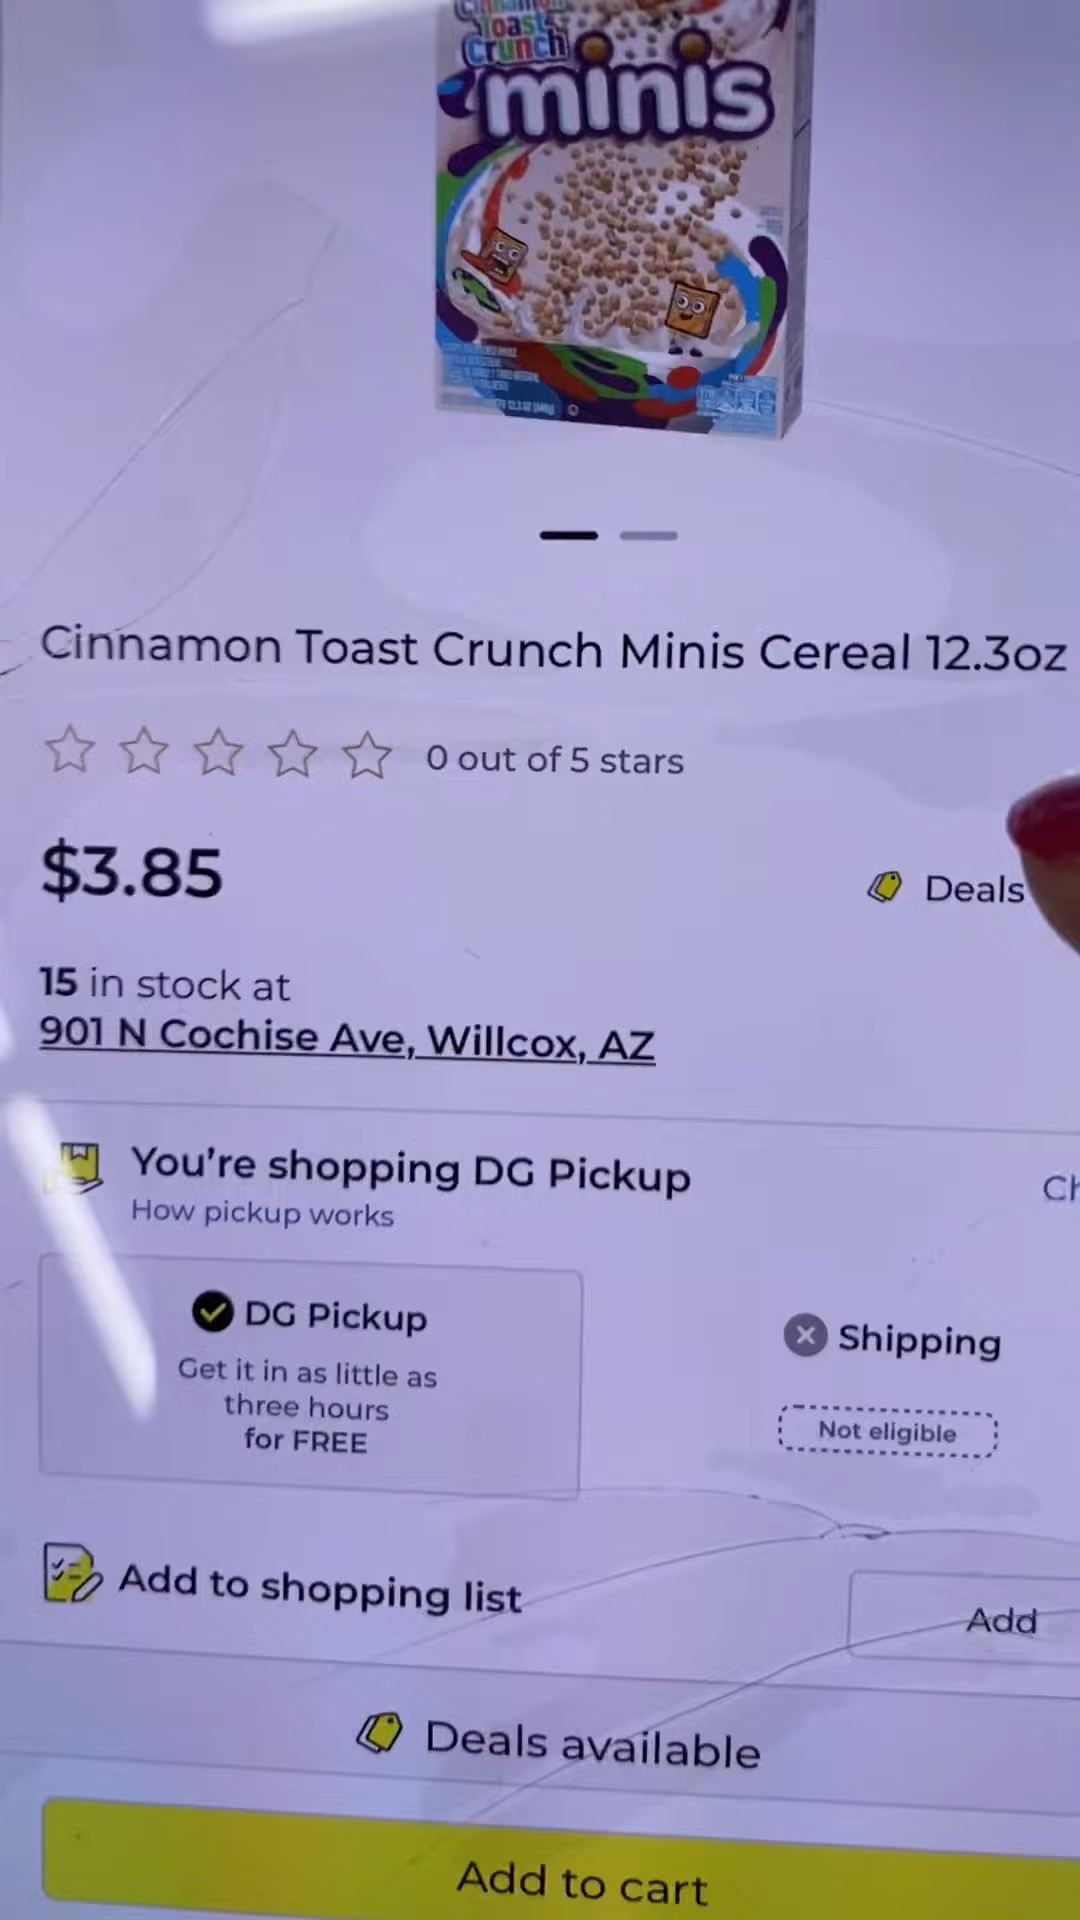 Cinnamon
Toast
Crunch
minis
Cinnamon Toast Crunch Minis Cereal 12.3oz
0 out of 5 stars
$3.85
Deals
15 in stock at
901 N Cochise Ave, Willcox, AZ
You're shopping DG Pickup
Ch
How pickup works
DG Pickup
Get it in as little as
three hours
for FREE
Shipping
Not eligible
Add to shopping list
Add
Deals available
Add to cart